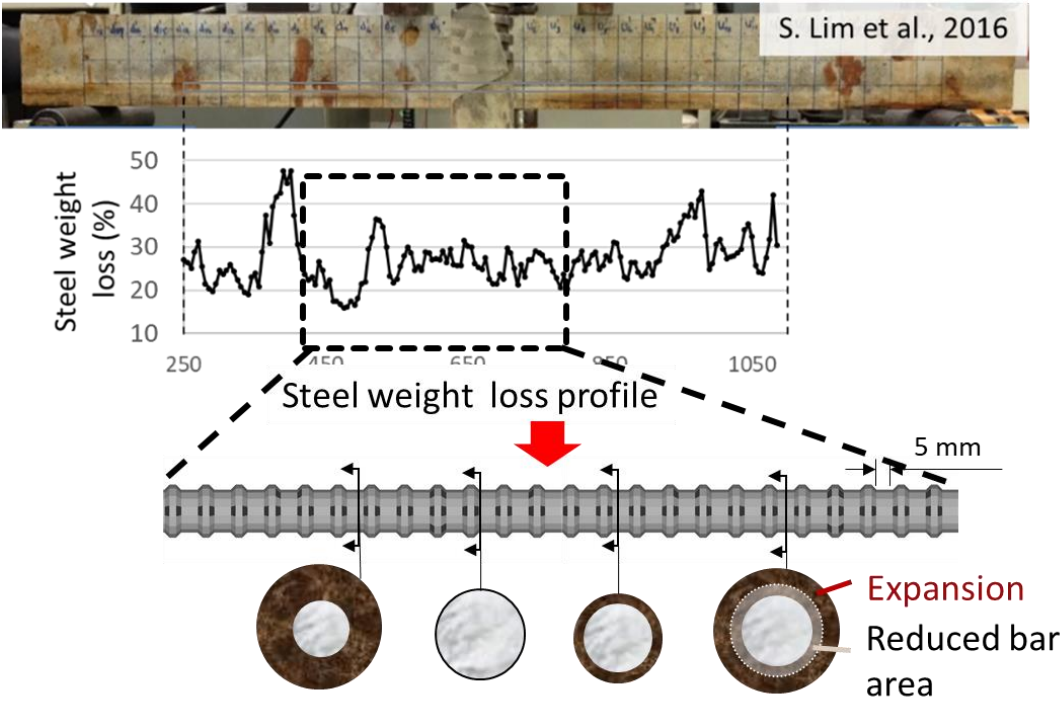 S. Lim et al., 2016
50
40
30
20
10
Steel weight
loss (%)
250 450 650 850 1050
Steel weight loss profile
5 mm
Expansion
Reduced bar
area